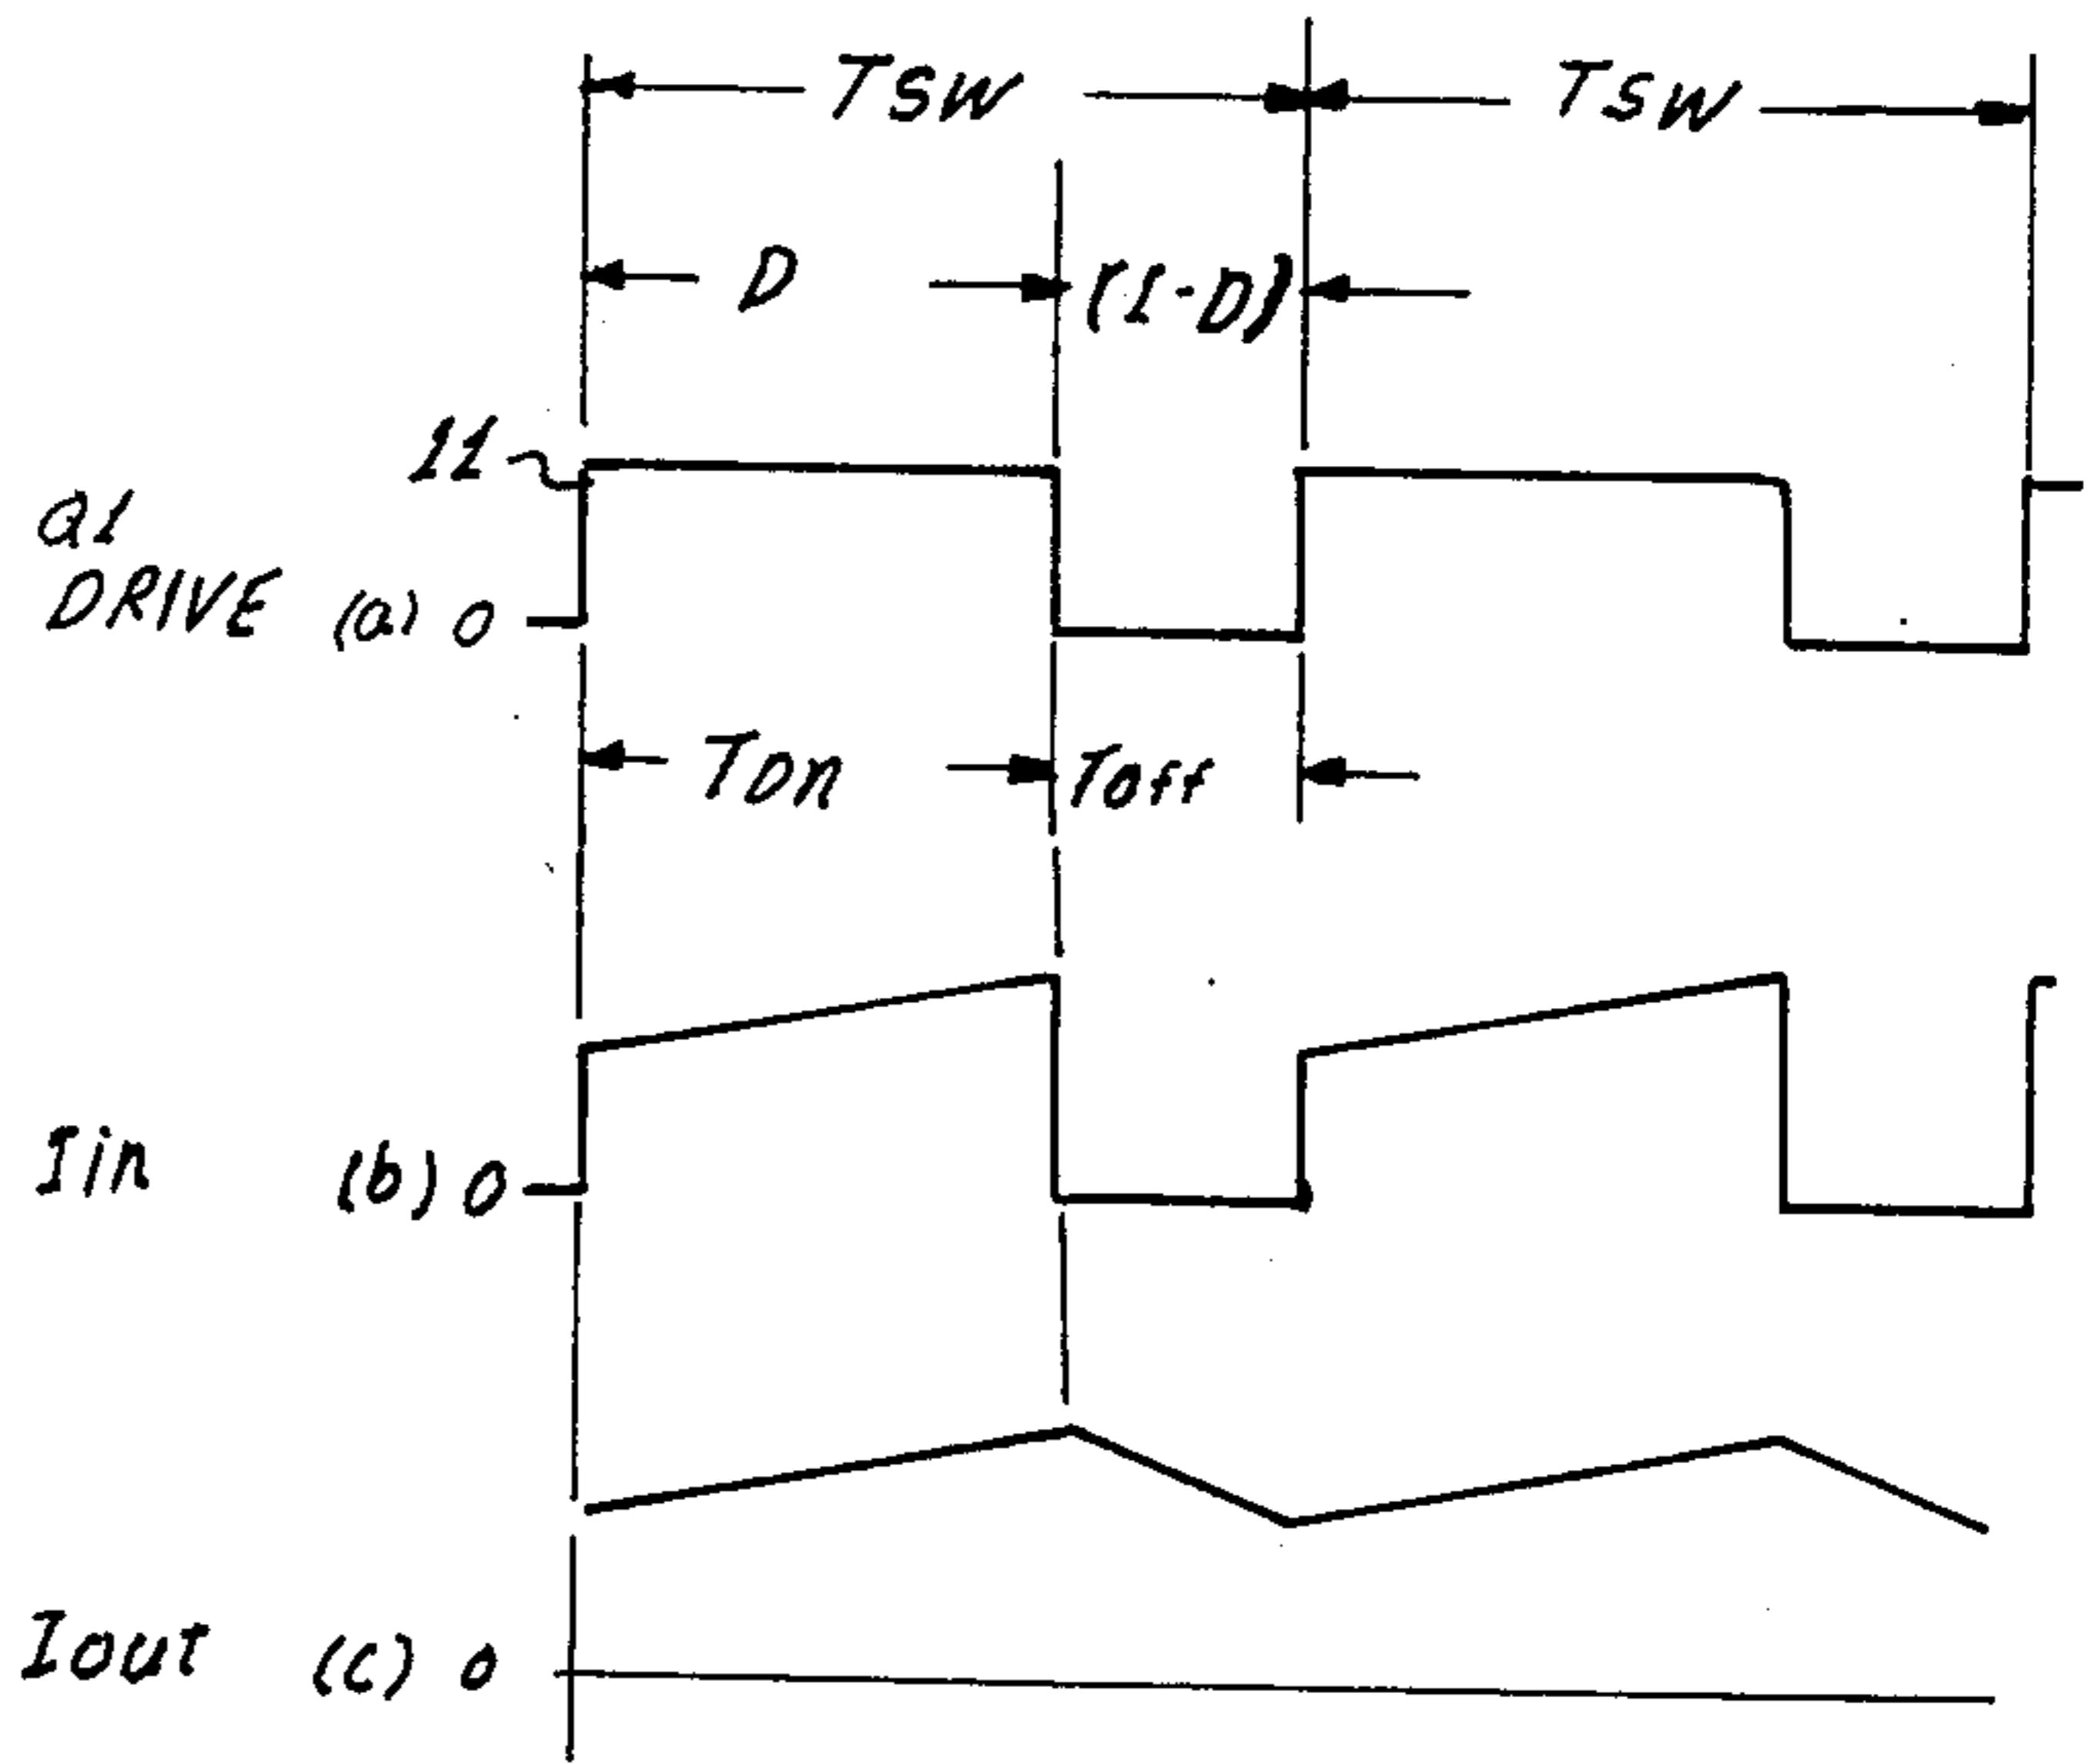 TSW TSW
D (1-D)
11
Q1
DRIVE (a) 0
Ton Toff
Iin (b) 0
Iout (c) 0